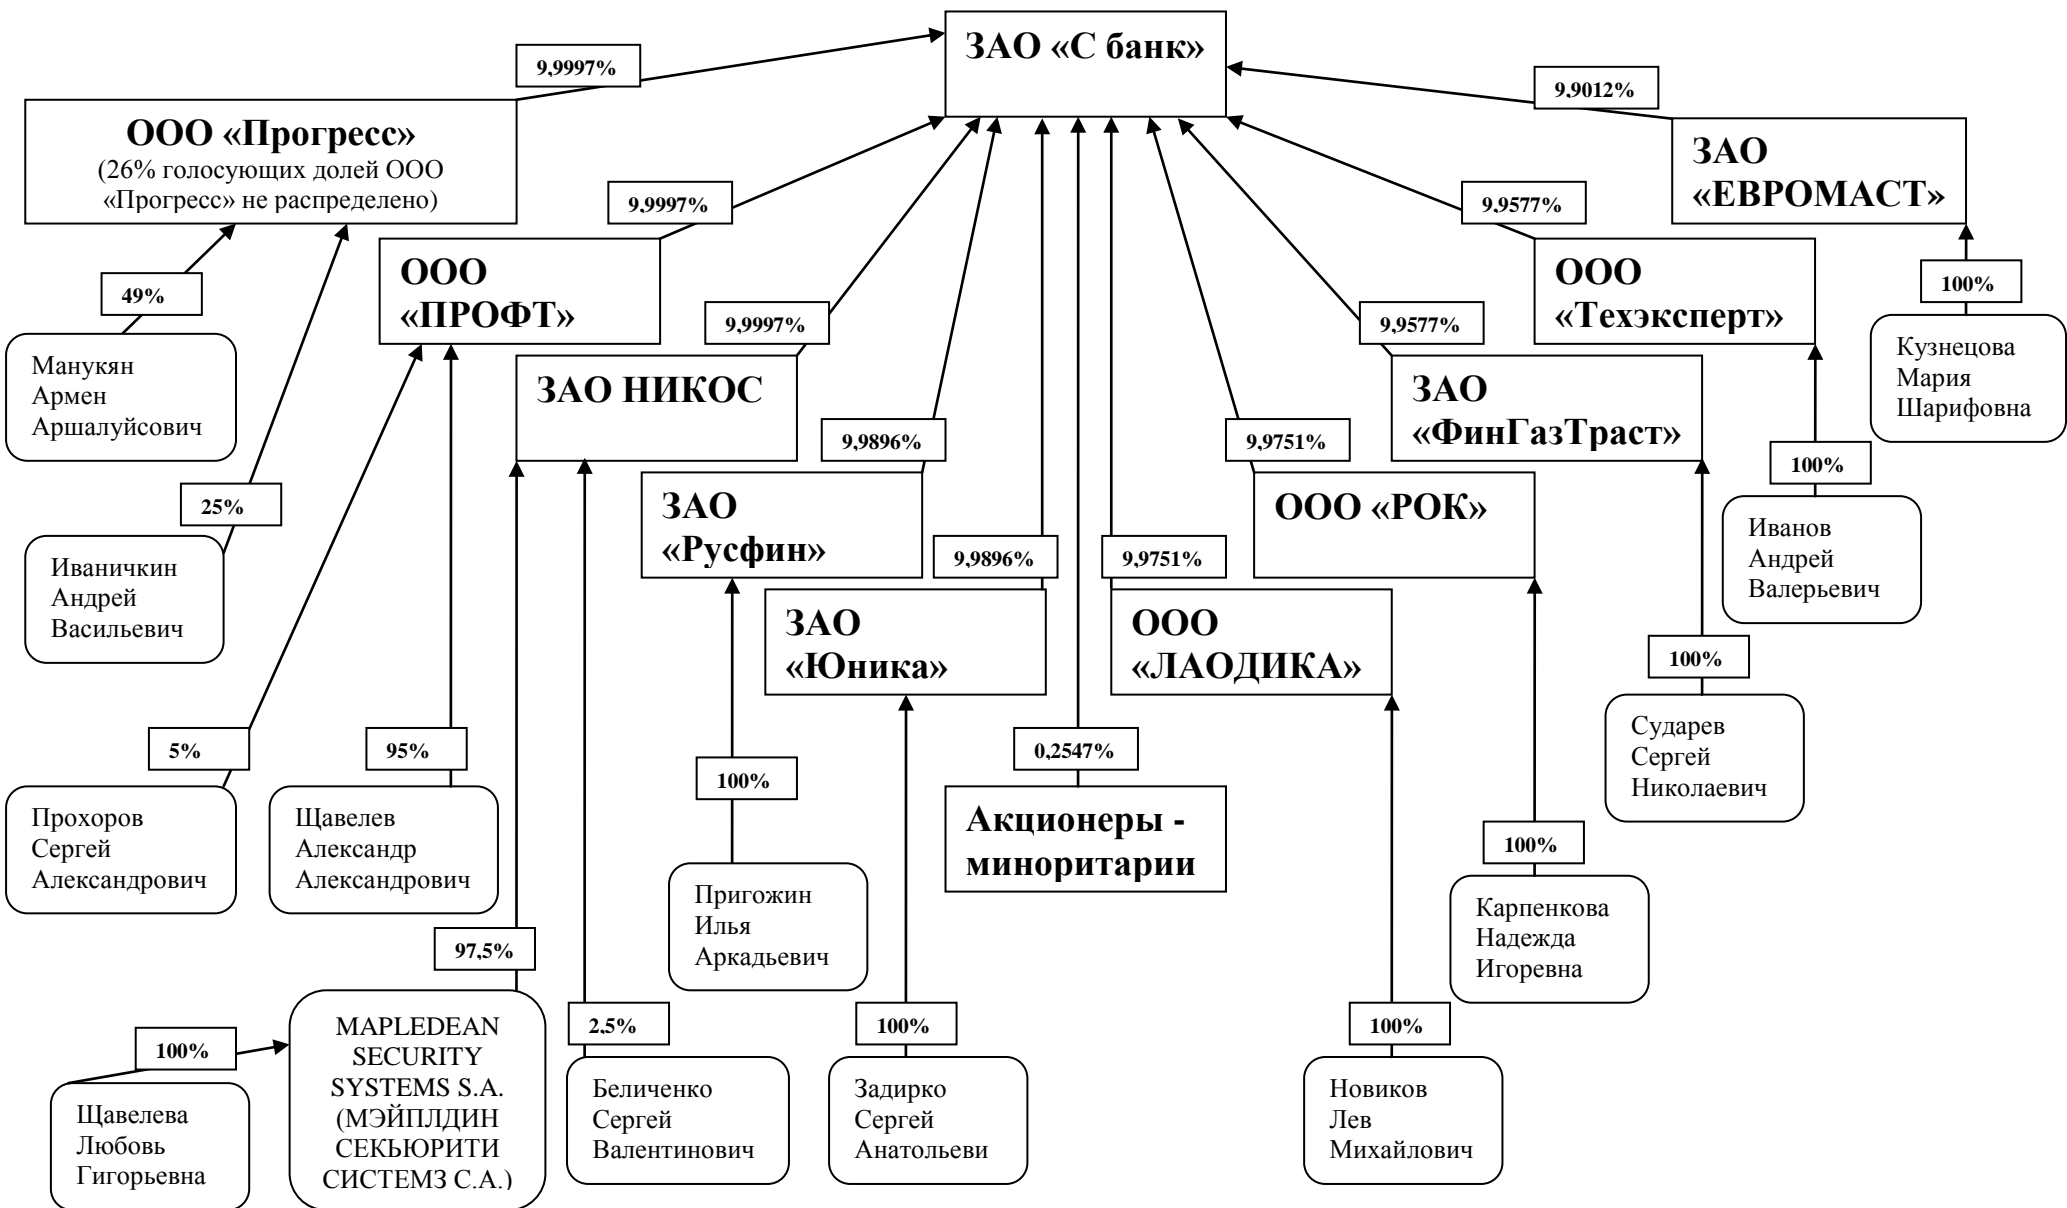 ЗАО «С банк»
9,9997%
9,9012%
ООО «Прогресс»
(26% голосующих долей ООО
«Прогресс» не распределено)
ЗАО
«ЕВРОМАСТ»
9,9997%
9,9577%
49%
ООО
«ПРОФТ»
ООО
«Техэксперт»
100%
9,9997%
9,9577%
Манукян
Армен
Аршалуйсович
Кузнецова
Мария
Шарифовна
ЗАО НИКОС
ЗАО
«ФинГазТраст»
9,9896%
9,9751%
100%
25%
ЗАО
«Русфин»
ООО «РОК»
Иванов
Андрей
Валерьевич
9,9896%
9,9751%
Иваничкин
Андрей
Васильевич
ЗАО
«Юника»
ООО
«ЛАОДИКА»
100%
Сударев
Сергей
Николаевич
5%
95%
0,2547%
100%
Прохоров
Сергей
Александрович
Щавелев
Александр
Александрович
Акционеры -
миноритарии
100%
Пригожин
Илья
Аркадьевич
Карпенкова
Надежда
Игоревна
97,5%
MAPLEDEAN
SECURITY
SYSTEMS S.A.
(МЭЙПЛДИН
СЕКЬЮРИТИ
СИСТЕМЗ С.А.)
100%
2,5%
100%
100%
Щавелева
Любовь
Гигорьевна
Беличенко
Сергей
Валентинович
Задирко
Сергей
Анатольеви
Новиков
Лев
Михайлович